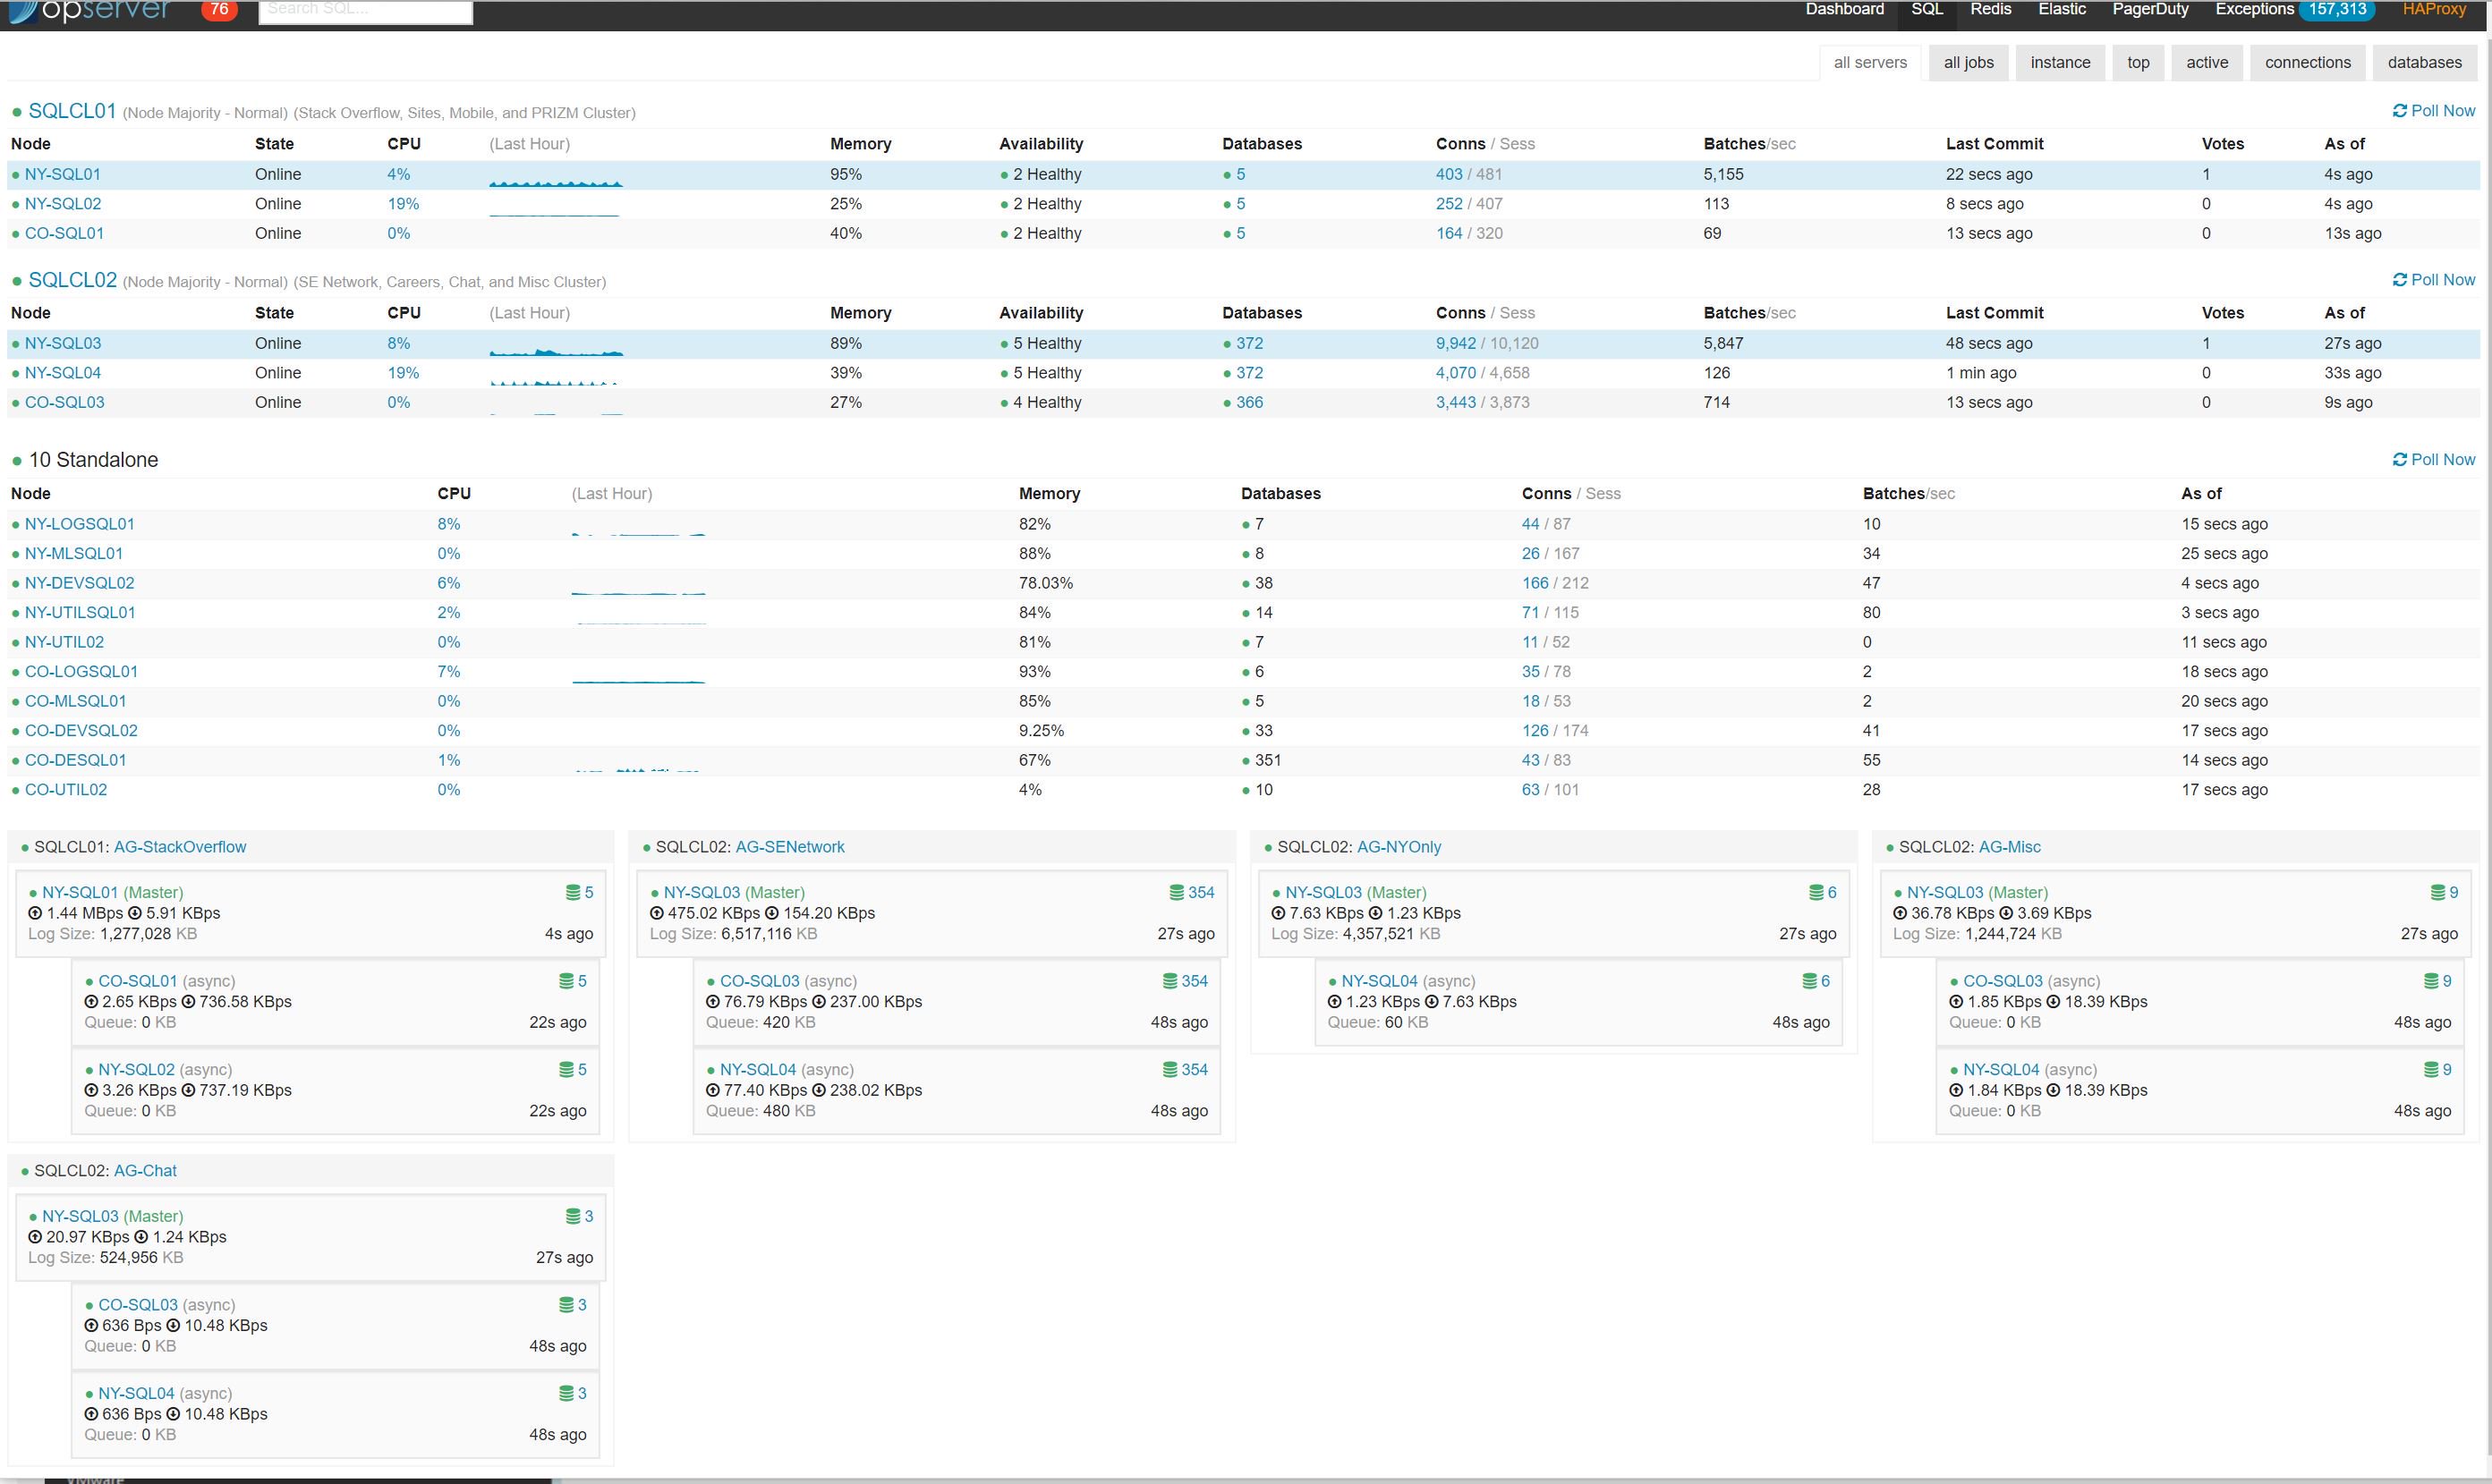 opserver 76 Search SQL... Dashboard SQL Redis Elastic PagerDuty Exceptions 157,313 HAProxy
all servers all jobs instance top active connections databases
SQLCL01 (Node Majority - Normal) (Stack Overflow, Sites, Mobile, and PRIZM Cluster) Poll Now
Node State CPU (Last Hour) Memory Availability Databases Conns / Sess Batches/sec Last Commit Votes As of
NY-SQL01 Online 4% 95% 2 Healthy 5 403 / 481 5,155 22 secs ago 1 4s ago
NY-SQL02 Online 19% 25% 2 Healthy 5 252 / 407 113 8 secs ago 0 4s ago
CO-SQL01 Online 0% 40% 2 Healthy 5 164 / 320 69 13 secs ago 0 13s ago
SQLCL02 (Node Majority - Normal) (SE Network, Careers, Chat, and Misc Cluster) Poll Now
Node State CPU (Last Hour) Memory Availability Databases Conns / Sess Batches/sec Last Commit Votes As of
NY-SQL03 Online 8% 89% 5 Healthy 372 9,942 / 10,120 5,847 48 secs ago 1 27s ago
NY-SQL04 Online 19% 39% 5 Healthy 372 4,070 / 4,658 126 1 min ago 0 33s ago
CO-SQL03 Online 0% 27% 4 Healthy 366 3,443 / 3,873 714 13 secs ago 0 9s ago
10 Standalone Poll Now
Node CPU (Last Hour) Memory Databases Conns / Sess Batches/sec As of
NY-LOGSQL01 8% 82% 7 44 / 87 10 15 secs ago
NY-MLSQL01 0% 88% 8 26 / 167 34 25 secs ago
NY-DEVSQL02 6% 78.03% 38 166 / 212 47 4 secs ago
NY-UTILSQL01 2% 84% 14 71 / 115 80 3 secs ago
NY-UTIL02 0% 81% 7 11 / 52 0 11 secs ago
CO-LOGSQL01 7% 93% 6 35 / 78 2 18 secs ago
CO-MLSQL01 0% 85% 5 18 / 53 2 20 secs ago
CO-DEVSQL02 0% 9.25% 33 126 / 174 41 17 secs ago
CO-DESQL01 1% 67% 351 43 / 83 55 14 secs ago
CO-UTIL02 0% 4% 10 63 / 101 28 17 secs ago
SQLCL01: AG-StackOverflow
NY-SQL01 (Master) 5
1.44 MBps 5.91 KBps
Log Size: 1,277,028 KB 4s ago
CO-SQL01 (async) 5
2.65 KBps 736.58 KBps
Queue: 0 KB 22s ago
NY-SQL02 (async) 5
3.26 KBps 737.19 KBps
Queue: 0 KB 22s ago
SQLCL02: AG-SENetwork
NY-SQL03 (Master) 354
475.02 KBps 154.20 KBps
Log Size: 6,517,116 KB 27s ago
CO-SQL03 (async) 354
76.79 KBps 237.00 KBps
Queue: 420 KB 48s ago
NY-SQL04 (async) 354
77.40 KBps 238.02 KBps
Queue: 480 KB 48s ago
SQLCL02: AG-NYOnly
NY-SQL03 (Master) 6
7.63 KBps 1.23 KBps
Log Size: 4,357,521 KB 27s ago
NY-SQL04 (async) 6
1.23 KBps 7.63 KBps
Queue: 60 KB 48s ago
SQLCL02: AG-Misc
NY-SQL03 (Master) 9
36.78 KBps 3.69 KBps
Log Size: 1,244,724 KB 27s ago
CO-SQL03 (async) 9
1.85 KBps 18.39 KBps
Queue: 0 KB 48s ago
NY-SQL04 (async) 9
1.84 KBps 18.39 KBps
Queue: 0 KB 48s ago
SQLCL02: AG-Chat
NY-SQL03 (Master) 3
20.97 KBps 1.24 KBps
Log Size: 524,956 KB 27s ago
CO-SQL03 (async) 3
636 Bps 10.48 KBps
Queue: 0 KB 48s ago
NY-SQL04 (async) 3
636 Bps 10.48 KBps
Queue: 0 KB 48s ago